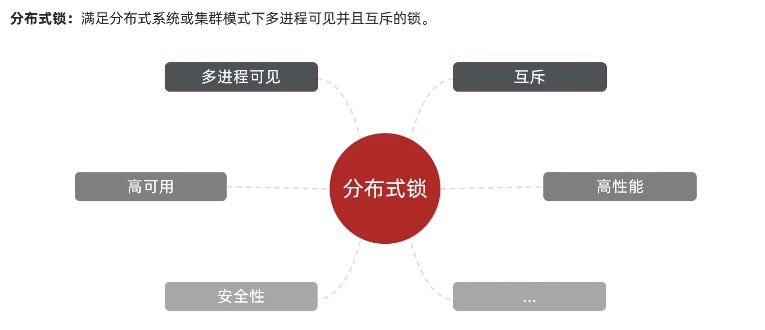 分布式锁：满足分布式系统或集群模式下多进程可见并且互斥的锁。
多进程可见
互斥
高可用
分布式锁
高性能
安全性
...